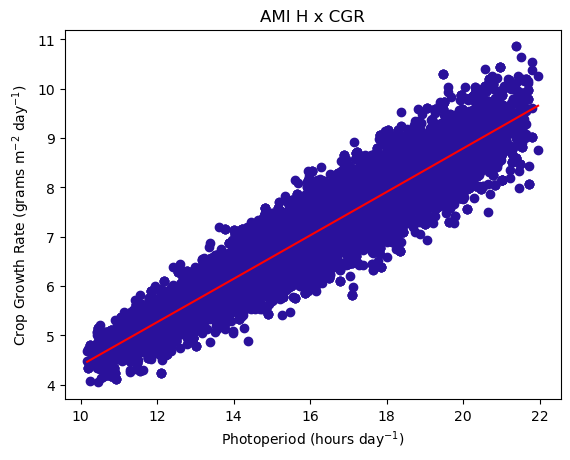 AMI H x CGR
11
10
9
8
7
6
5
4
Crop Growth Rate (grams m⁻² day⁻¹)
10 12 14 16 18 20 22
Photoperiod (hours day⁻¹)